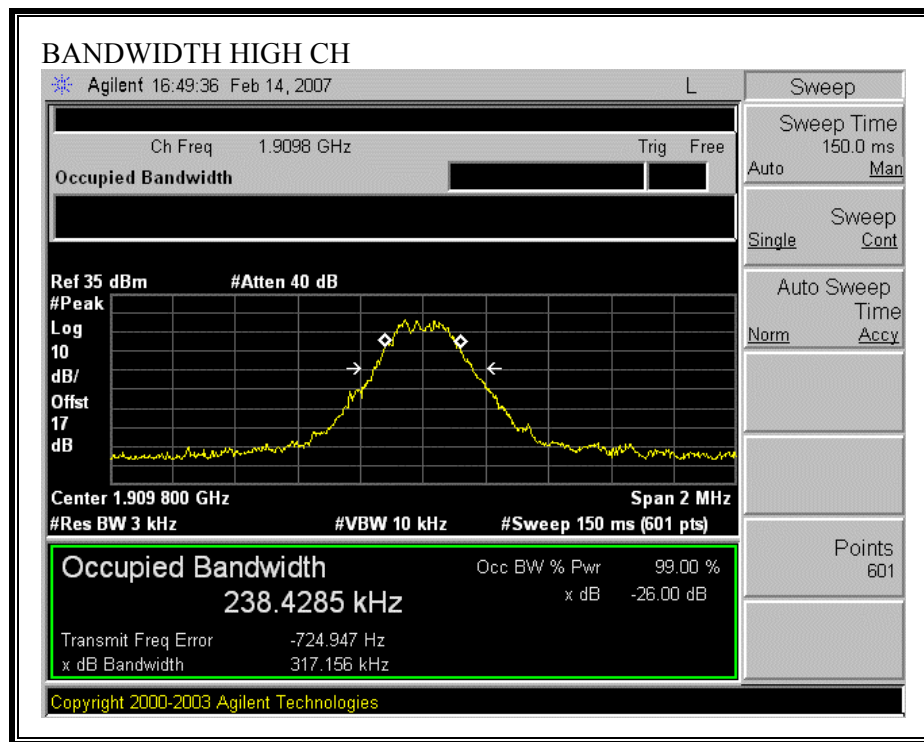 BANDWIDTH HIGH CH
Agilent 16:49:36 Feb 14, 2007 L
Ch Freq 1.9098 GHz Trig Free
Occupied Bandwidth
Ref 35 dBm #Atten 40 dB
#Peak
Log
10
dB/
Offst
17
dB
Center 1.909 800 GHz Span 2 MHz
#Res BW 3 kHz #VBW 10 kHz #Sweep 150 ms (601 pts)
Occupied Bandwidth
238.4285 kHz
Occ BW % Pwr 99.00 %
x dB -26.00 dB
Transmit Freq Error -724.947 Hz
x dB Bandwidth 317.156 kHz
Copyright 2000-2003 Agilent Technologies
Sweep
Sweep Time
150.0 ms
Auto Man
Sweep
Single Cont
Auto Sweep
Time
Norm Accy
Points
601